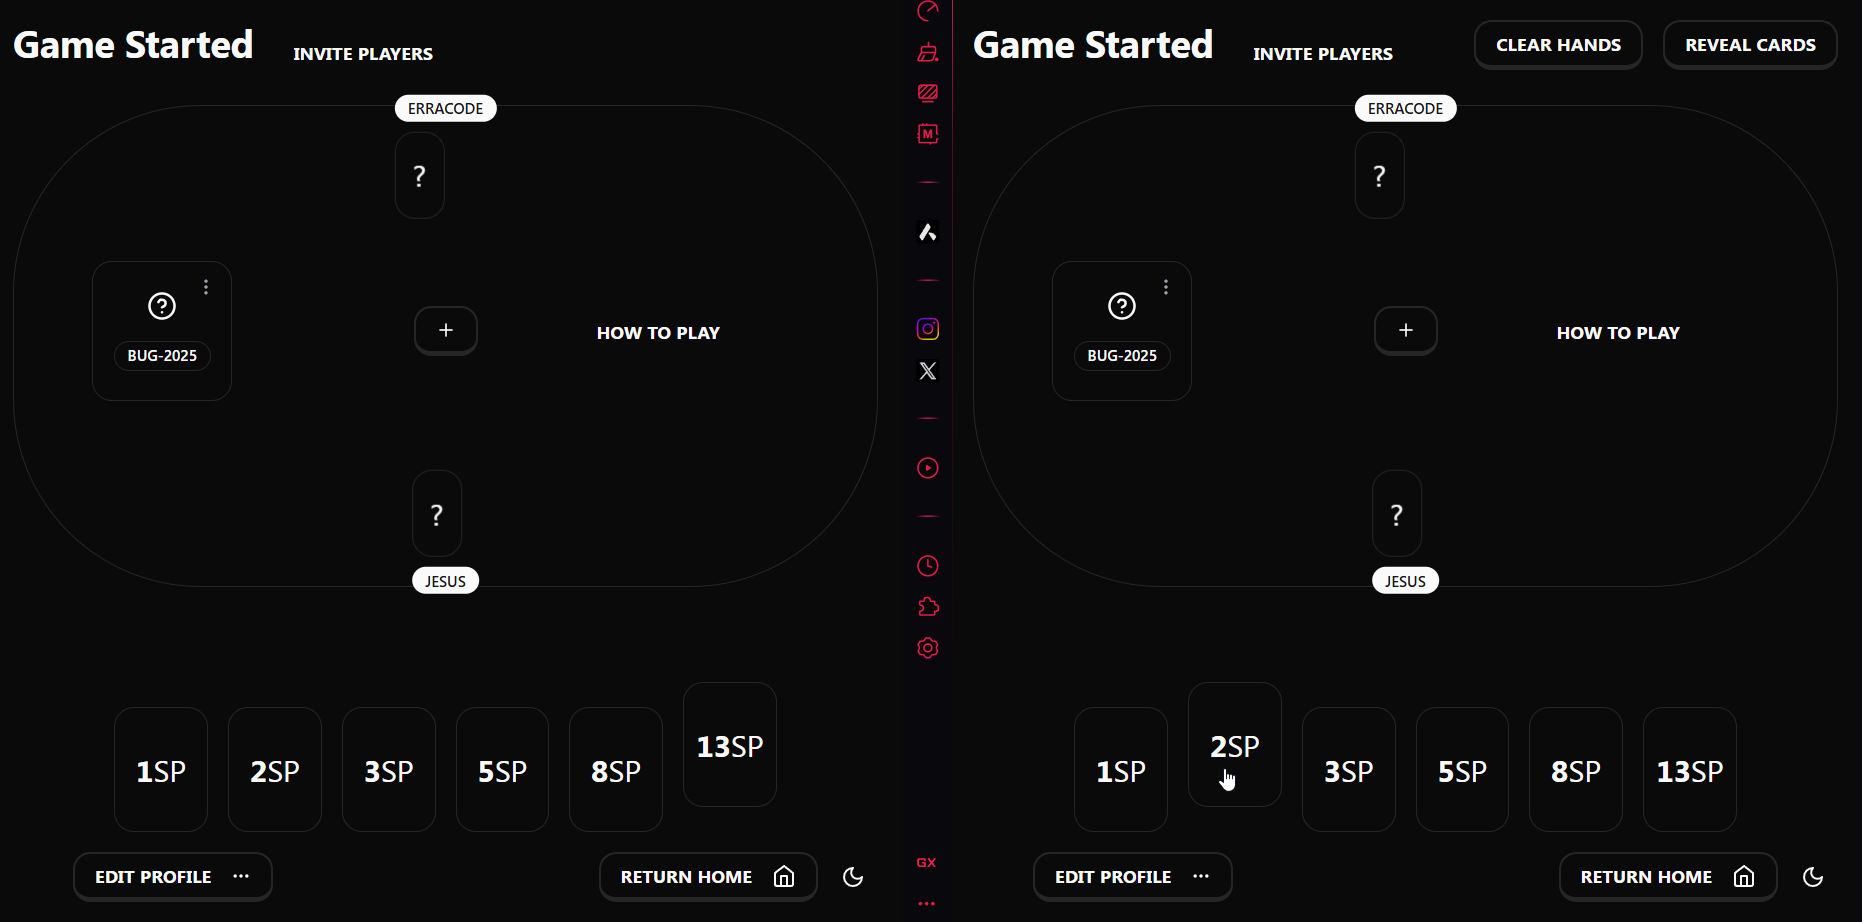 Game Started
INVITE PLAYERS
ERRACODE
?
BUG-2025
+
HOW TO PLAY
?
JESUS
1SP
2SP
3SP
5SP
8SP
13SP
EDIT PROFILE
RETURN HOME
M
GX
Game Started
INVITE PLAYERS
CLEAR HANDS
REVEAL CARDS
ERRACODE
?
BUG-2025
+
HOW TO PLAY
?
JESUS
1SP
2SP
3SP
5SP
8SP
13SP
EDIT PROFILE
RETURN HOME